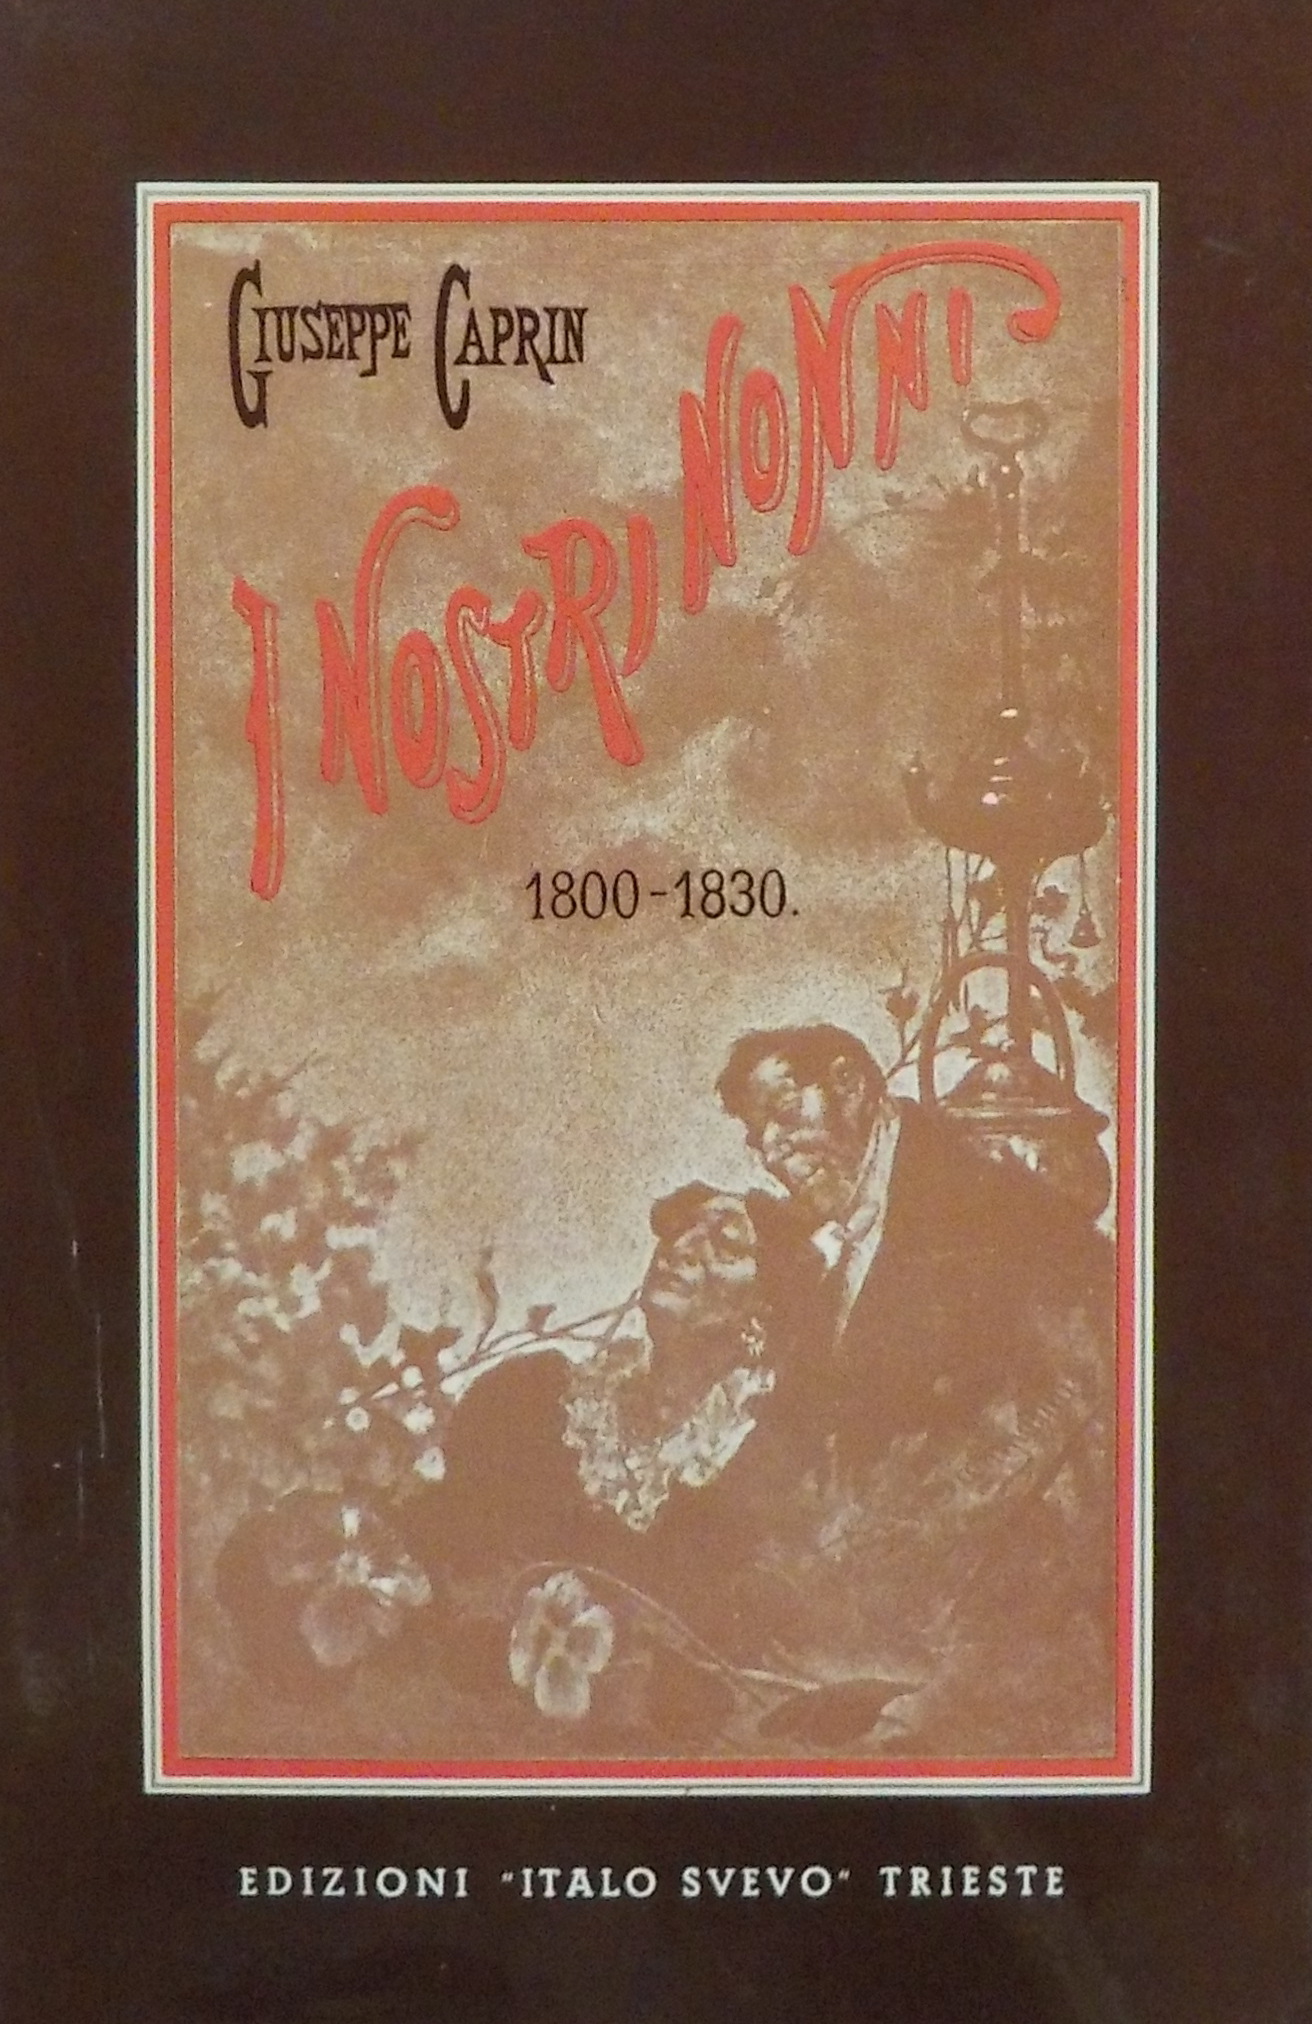 GIUSEPPE CAPRIN
I NOSTRI NONNI
1800-1830.
EDIZIONI "ITALO SVEVO" TRIESTE